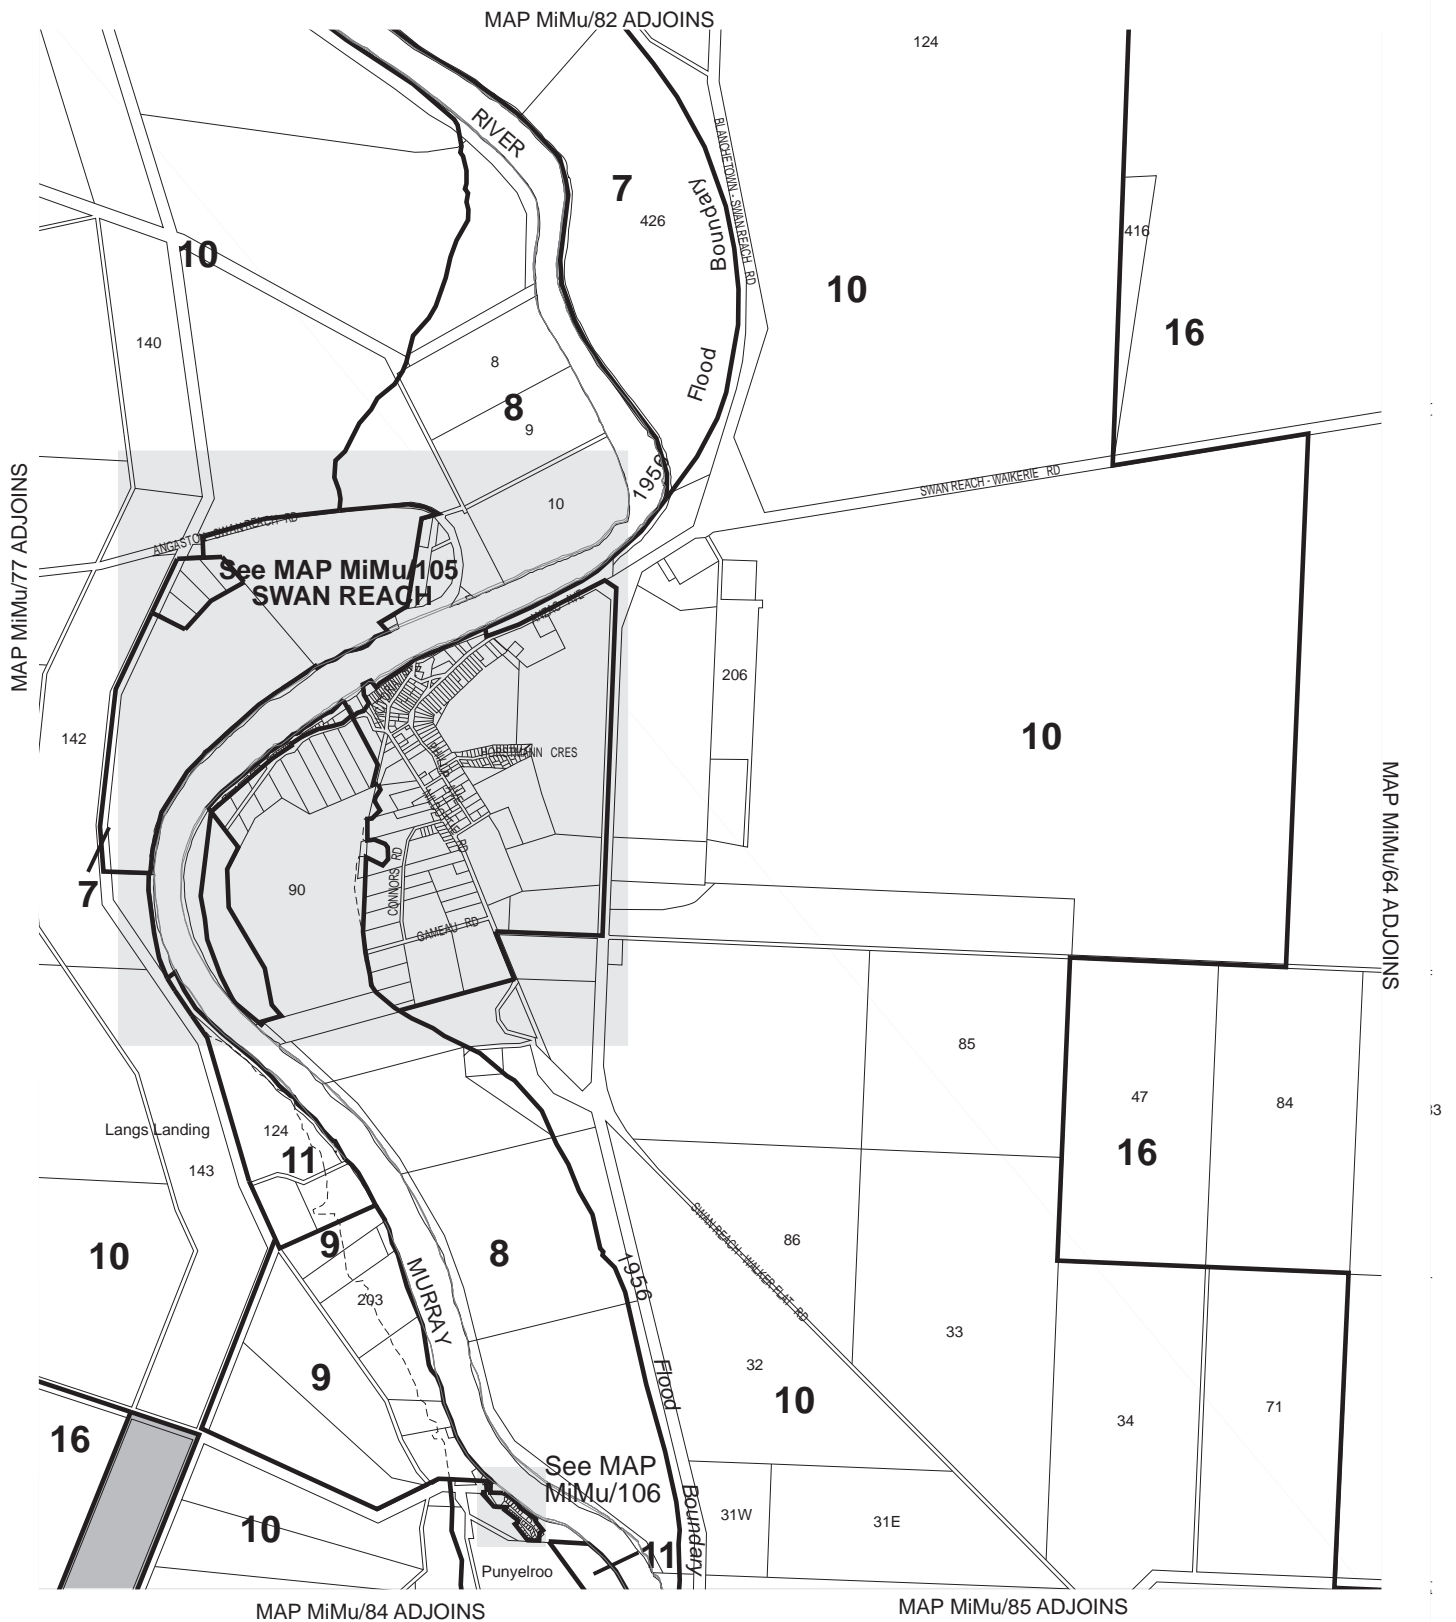 MAP MiMu/82 ADJOINS
124
RIVER
BLANCHETOWN - SWAN REACH RD
7
426
Boundary
416
10
10
16
140
8
Flood
8
9
1956
SWAN REACH - WAIKERIE RD
10
MAP MiMu/77 ADJOINS
ANGASTON SWAN REACH RD
See MAP MiMu/105
SWAN REACH
ANZAC AVE
206
142
10
HORSTMANN CRES
MAP MiMu/64 ADJOINS
CONNORS RD
RD
7
90
GAMEAU RD
85
47
84
33
Langs Landing
124
143
11
16
SWAN REACH - WALKER FLAT RD
10
9
8
86
MURRAY
1956
203
33
32
9
Flood
10
34
71
16
See MAP
MiMu/106
Boundary
10
31W
31E
11
Punyelroo
MAP MiMu/84 ADJOINS
MAP MiMu/85 ADJOINS